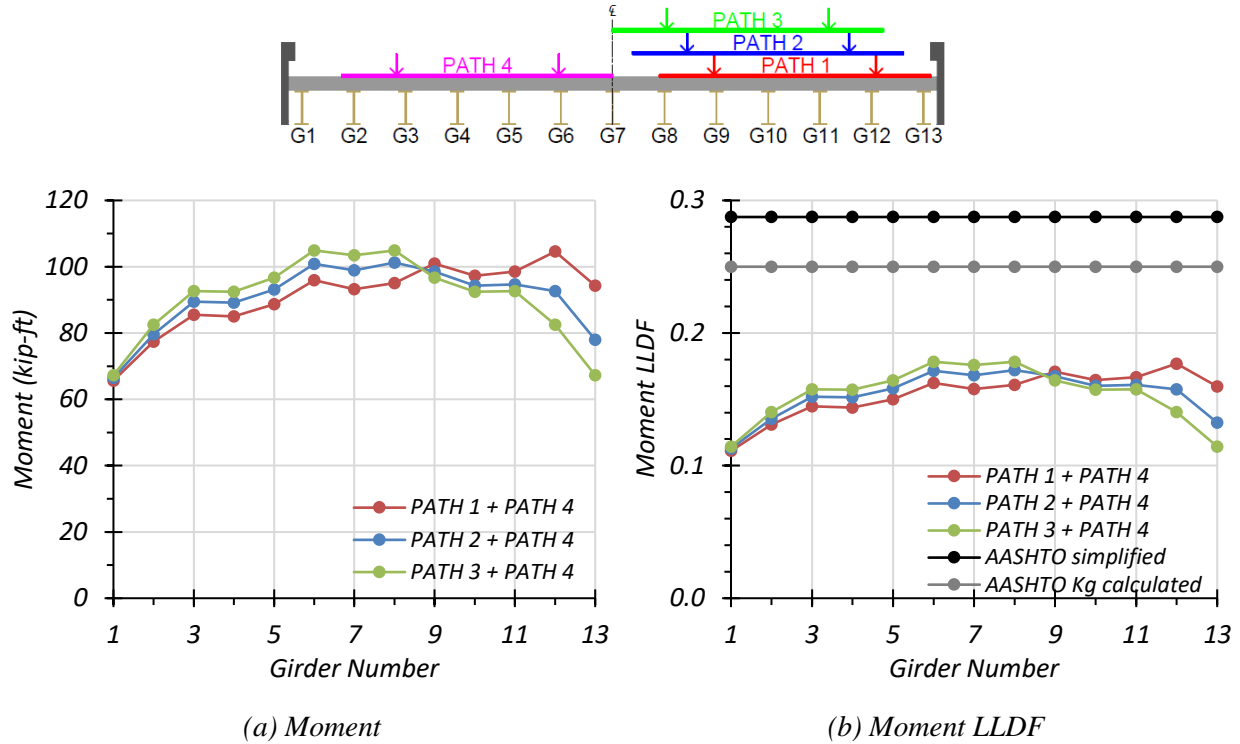 ℄
PATH 3
PATH 2
PATH 4
PATH 1
G1 G2 G3 G4 G5 G6 G7 G8 G9 G10 G11 G12 G13
120
100
80
60
40
20
0
Moment (kip-ft)
PATH 1 + PATH 4
PATH 2 + PATH 4
PATH 3 + PATH 4
1 3 5 7 9 11 13
Girder Number
(a) Moment
0.3
0.2
0.1
0.0
Moment LLDF
PATH 1 + PATH 4
PATH 2 + PATH 4
PATH 3 + PATH 4
AASHTO simplified
AASHTO Kg calculated
1 3 5 7 9 11 13
Girder Number
(b) Moment LLDF